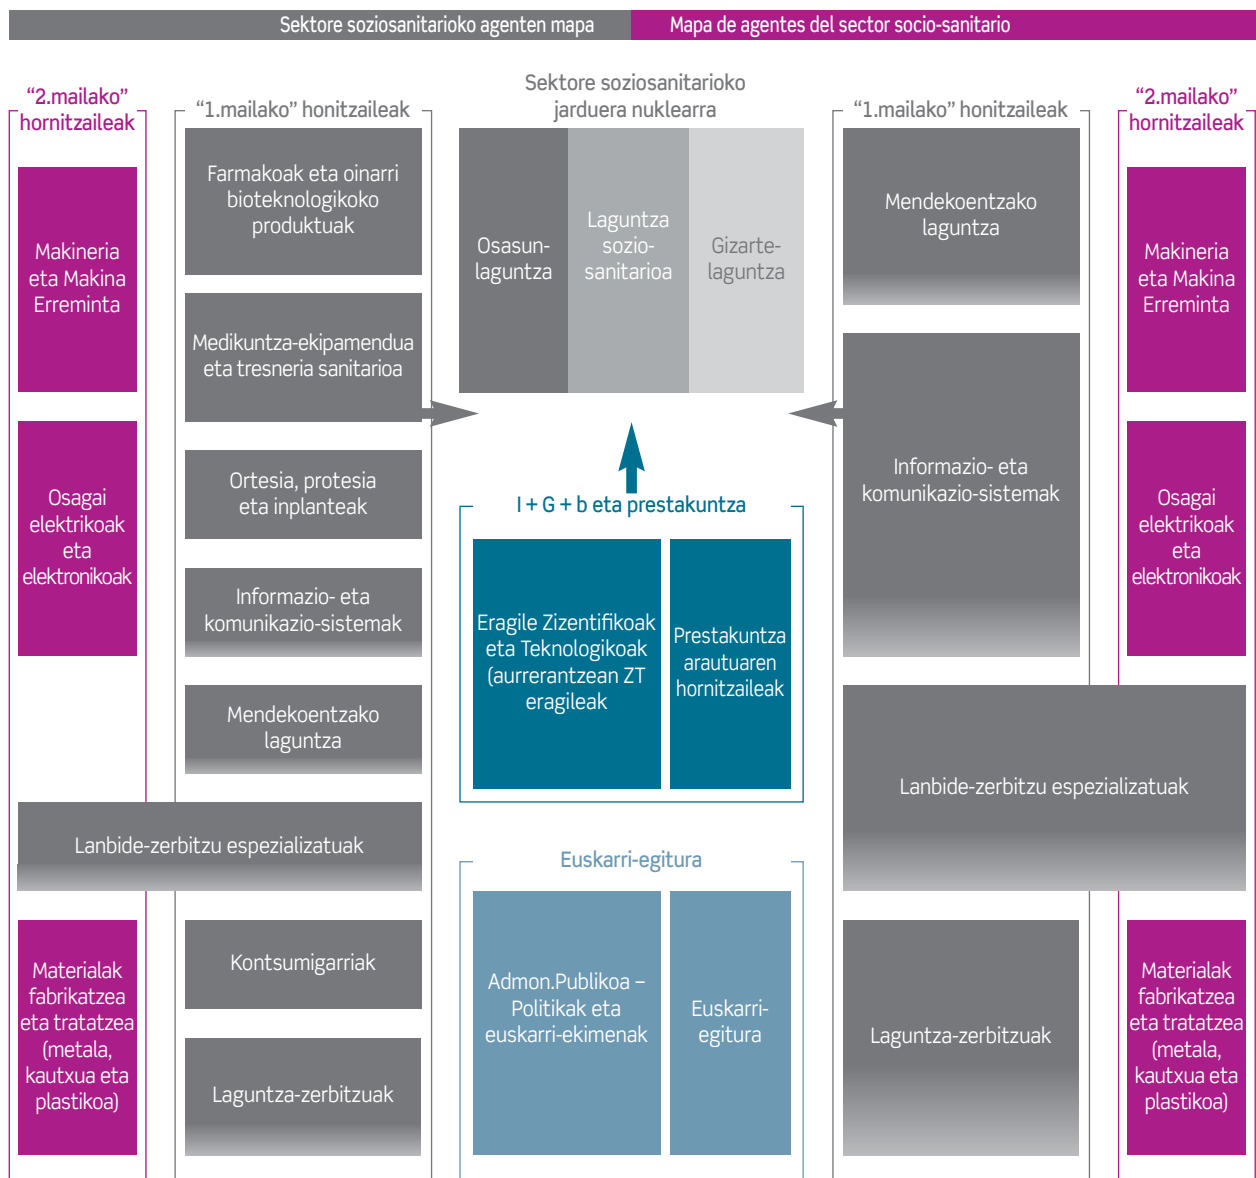 Sektore soziosanitarioko agenten mapa
Mapa de agentes del sector socio-sanitario
“2.mailako”
hornitzaileak
Makineria
eta Makina
Erreminta
Osagai
elektrikoak
eta
elektronikoak
Materialak
fabrikatzea
eta tratatzea
(metala,
kautxua eta
plastikoa)
“1.mailako” honitzaileak
Farmakoak eta oinarri
bioteknologikoko
produktuak
Medikuntza-ekipamendua
eta tresneria sanitarioa
Ortesia, protesia
eta inplanteak
Informazio- eta
komunikazio-sistemak
Mendekoentzako
laguntza
Lanbide-zerbitzu espezializatuak
Kontsumigarriak
Laguntza-zerbitzuak
Sektore soziosanitarioko
jarduera nuklearra
Osasun-
laguntza
Laguntza
sozio-
sanitarioa
Gizarte-
laguntza
I + G + b eta prestakuntza
Eragile Zizentifikoak
eta Teknologikoak
(aurrerantzean ZT
eragileak
Prestakuntza
arautuaren
hornitzaileak
Euskarri-egitura
Admon.Publikoa –
Politikak eta
euskarri-ekimenak
Euskarri-
egitura
“1.mailako” honitzaileak
Mendekoentzako
laguntza
Informazio- eta
komunikazio-sistemak
Lanbide-zerbitzu espezializatuak
Laguntza-zerbitzuak
“2.mailako”
hornitzaileak
Makineria
eta Makina
Erreminta
Osagai
elektrikoak
eta
elektronikoak
Materialak
fabrikatzea
eta tratatzea
(metala,
kautxua eta
plastikoa)